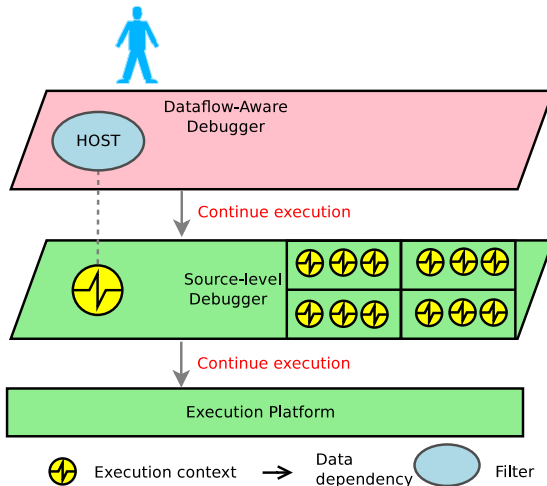 Dataflow-Aware
Debugger
HOST
Continue execution
Source-level
Debugger
Continue execution
Execution Platform
Execution context
Data
dependency
Filter